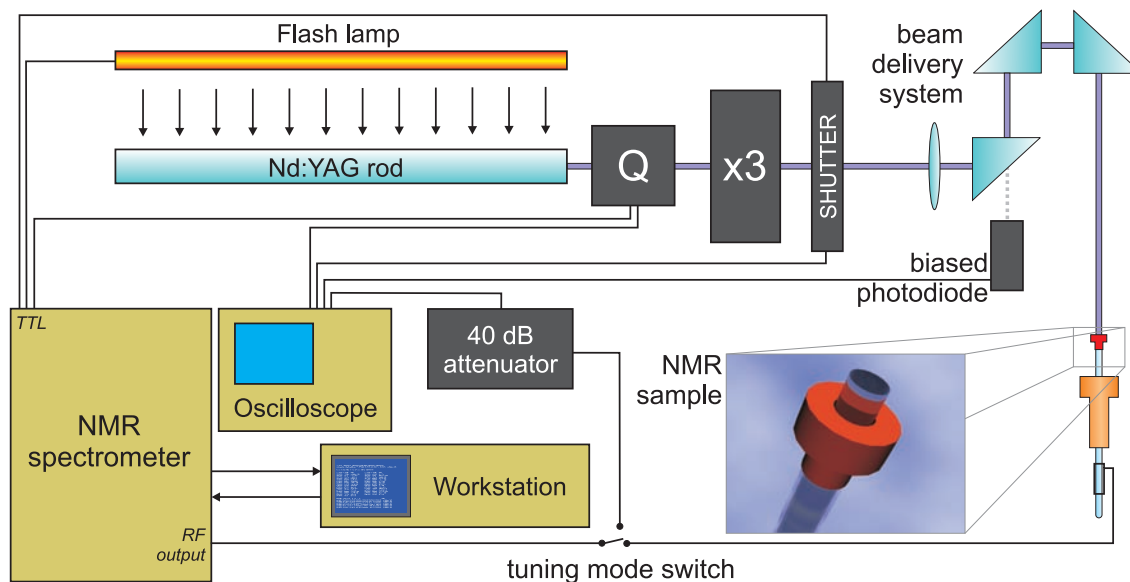 Flash lamp
Nd:YAG rod
Q
x3
SHUTTER
beam
delivery
system
biased
photodiode
TTL
NMR
spectrometer
RF
output
Oscilloscope
40 dB
attenuator
Workstation
tuning mode switch
NMR
sample